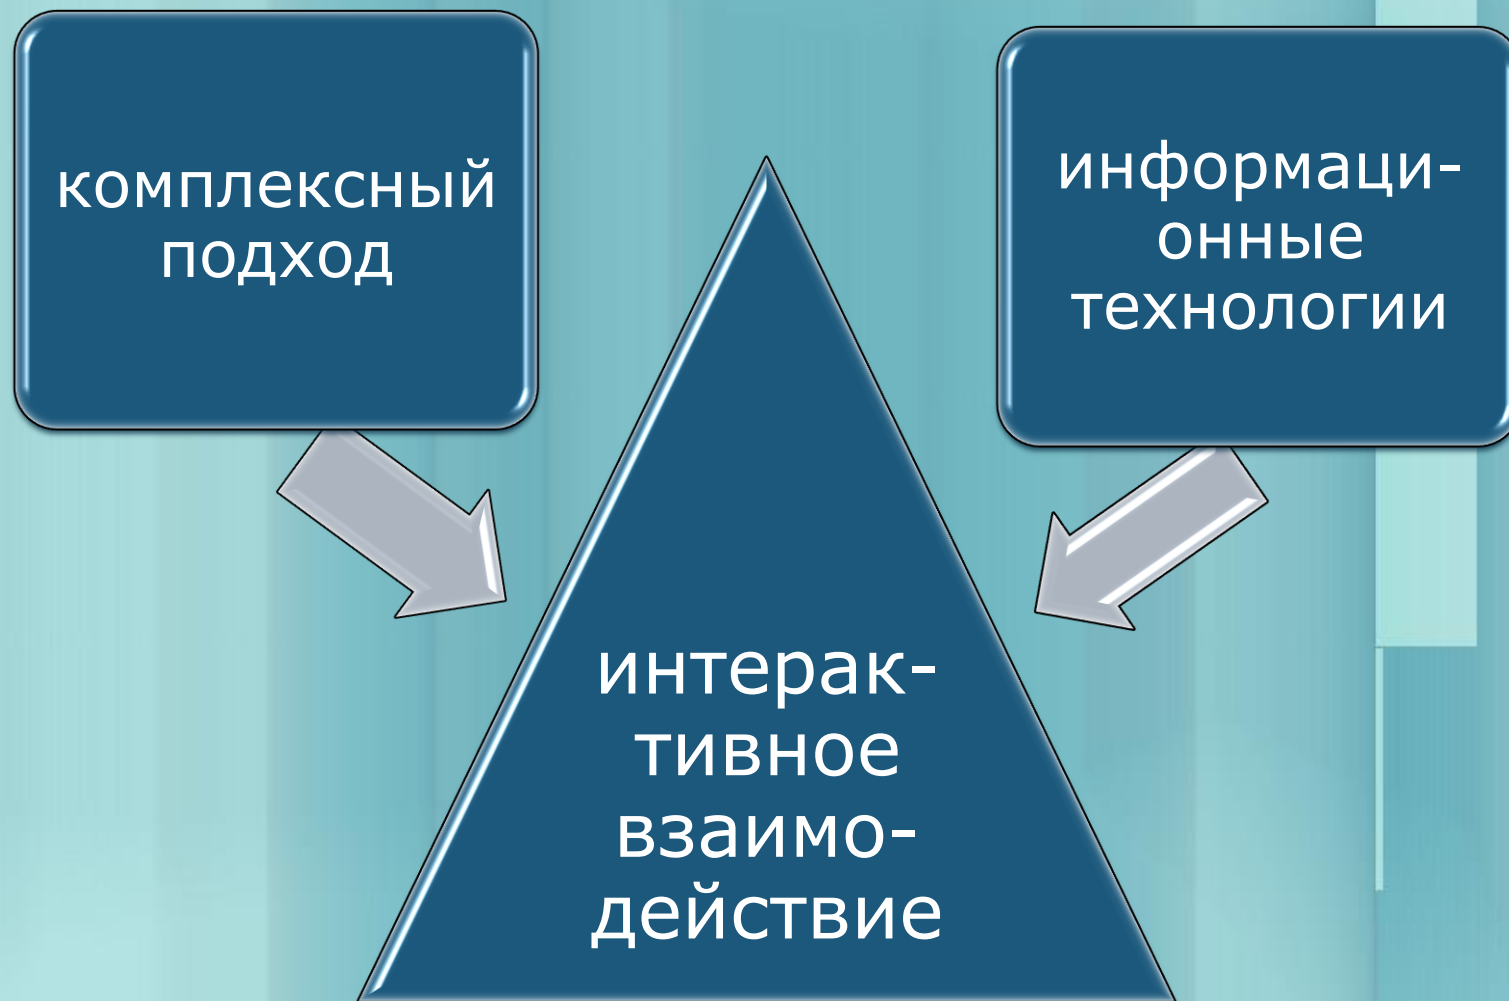 комплексный
подход
информаци-
онные
технологии
интерак-
тивное
взаимо-
действие